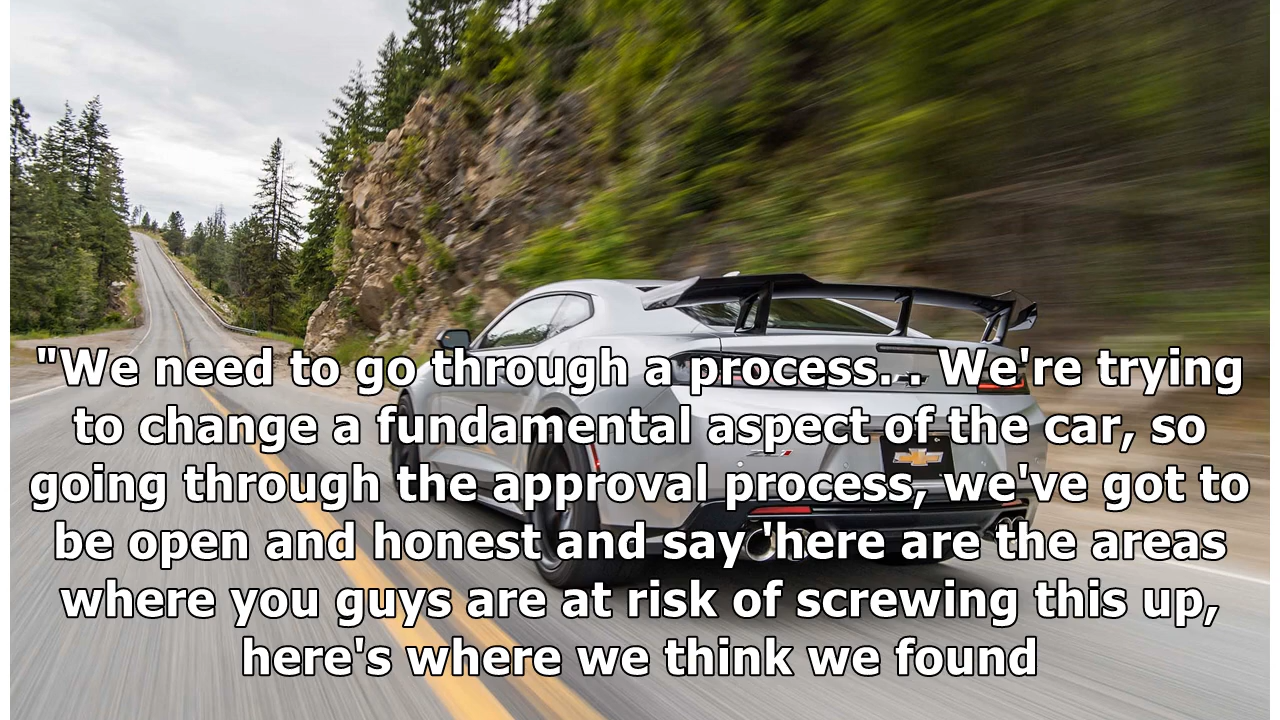 "We need to go through a process. . We're trying
to change a fundamental aspect of the car, so
going through the approval process, we've got to
be open and honest and say 'here are the areas
where you guys are at risk of screwing this up,
here's where we think we found